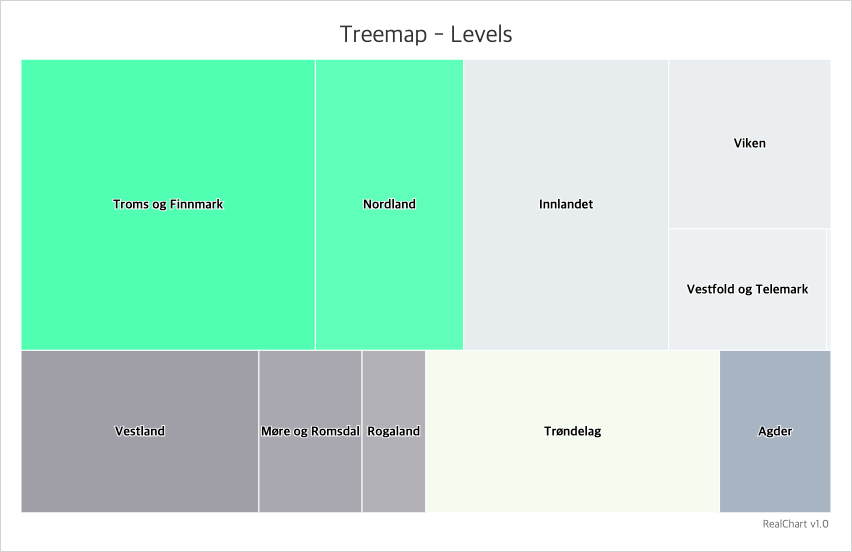 Treemap - Levels
Troms og Finnmark
Nordland
Innlandet
Viken
Vestfold og Telemark
Vestland
Møre og Romsdal
Rogaland
Trøndelag
Agder
RealChart v1.0